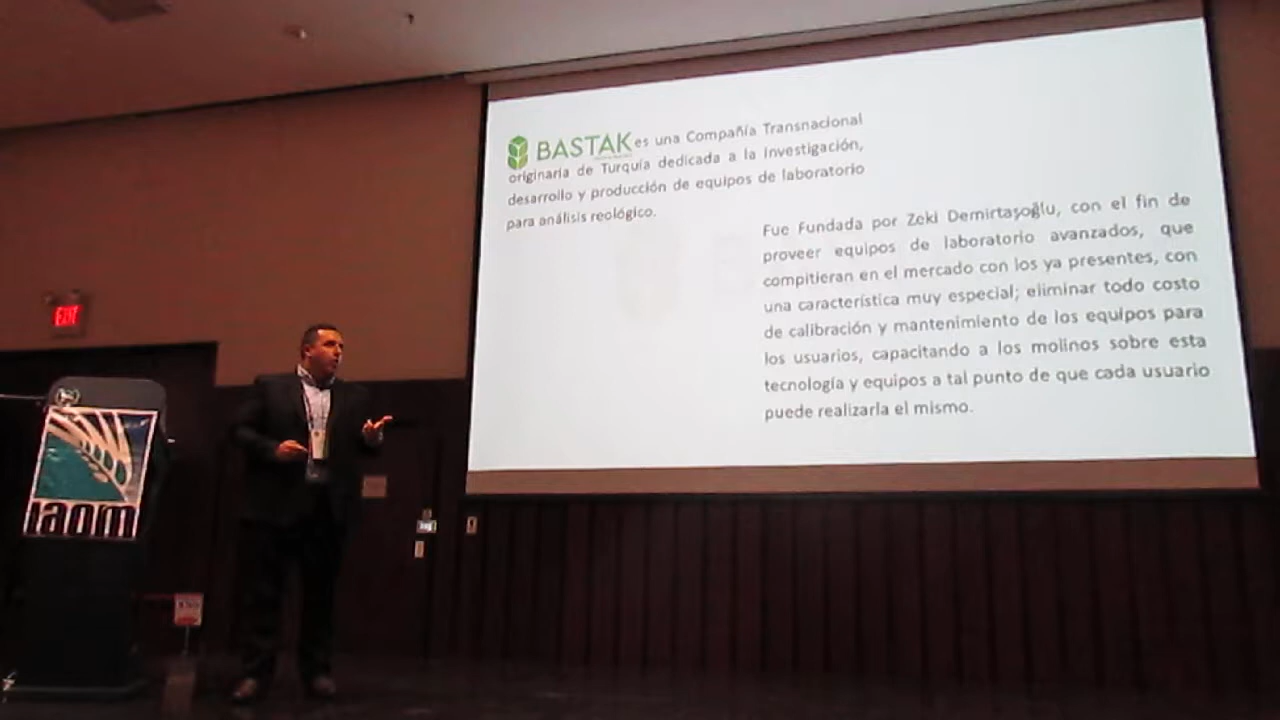 BASTAK es una Compañía Transnacional
originaria de Turquía dedicada a la Investigación,
desarrollo y producción de equipos de laboratorio
para análisis reológico.
Fue Fundada por Zeki Demirtaşoğlu, con el fin de
proveer equipos de laboratorio avanzados, que
compitieran en el mercado con los ya presentes, con
una característica muy especial; eliminar todo costo
de calibración y mantenimiento de los equipos para
los usuarios, capacitando a los molinos sobre esta
tecnología y equipos a tal punto de que cada usuario
puede realizarla el mismo.
EXIT
iaom